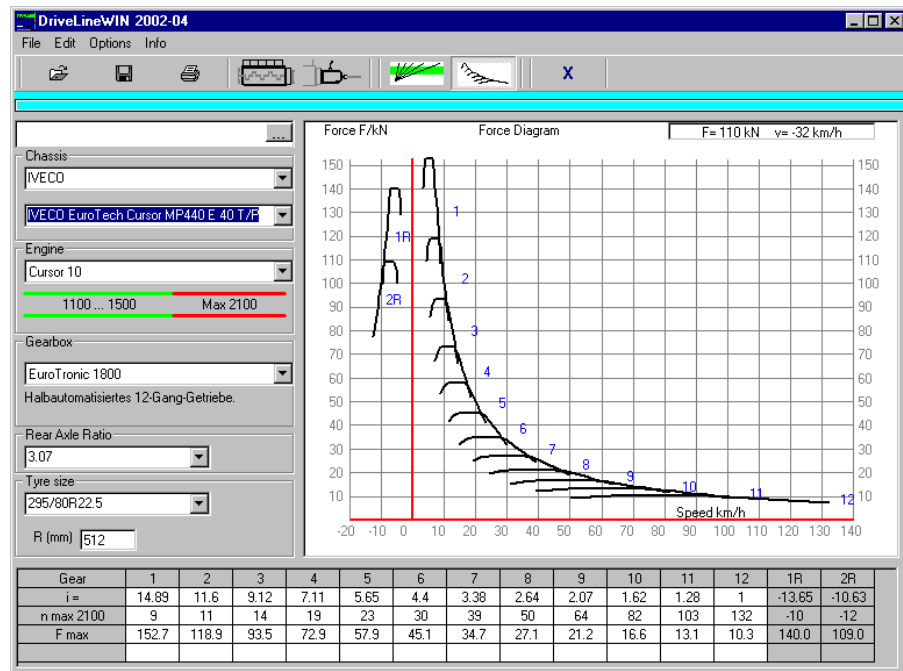 DriveLineWIN 2002-04
File Edit Options Info
X
...
Chassis
IVECO
IVECO EuroTech Cursor MP440 E 40 T/P
Engine
Cursor 10
1100 ... 1500 Max 2100
Gearbox
EuroTronic 1800
Halbautomatisiertes 12-Gang-Getriebe.
Rear Axle Ratio
3.07
Tyre size
295/80R22.5
R (mm) 512
Force F/kN Force Diagram F= 110 kN v= -32 km/h
150 150
140 140
130 1 130
120 1R 120
110 110
100 2 100
90 2R 90
80 3 80
70 70
60 4 60
50 5 50
40 6 40
30 7 30
20 8 20
10 9 10 11 12 10
Speed km/h
-20 -10 0 10 20 30 40 50 60 70 80 90 100 110 120 130 140
Gear 1 2 3 4 5 6 7 8 9 10 11 12 1R 2R
i = 14.89 11.6 9.12 7.11 5.65 4.4 3.38 2.64 2.07 1.62 1.28 1 -13.65 -10.63
n max 2100 9 11 14 19 23 30 39 50 64 82 103 132 -10 -12
F max 152.7 118.9 93.5 72.9 57.9 45.1 34.7 27.1 21.2 16.6 13.1 10.3 140.0 109.0